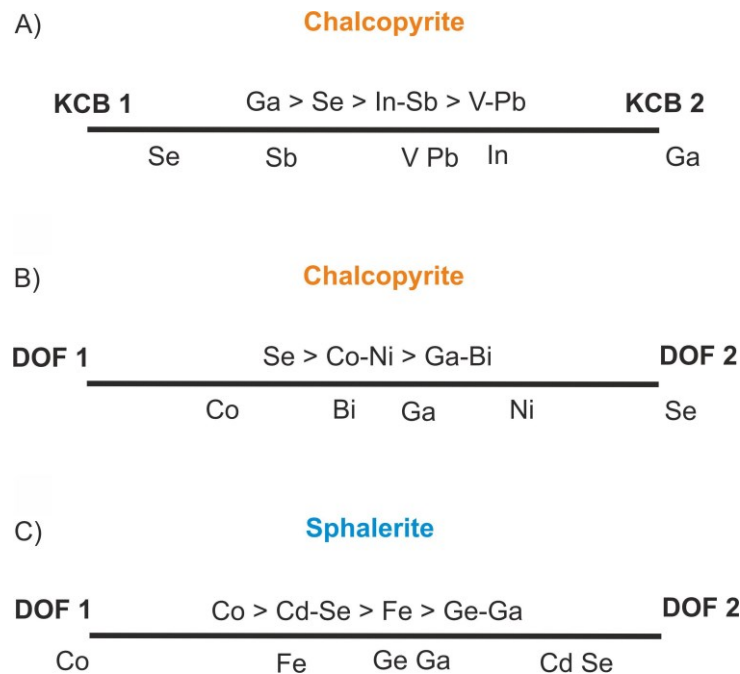 A) Chalcopyrite
KCB 1 Ga > Se > In-Sb > V-Pb KCB 2
Se Sb V Pb In Ga
B) Chalcopyrite
DOF 1 Se > Co-Ni > Ga-Bi DOF 2
Co Bi Ga Ni Se
C) Sphalerite
DOF 1 Co > Cd-Se > Fe > Ge-Ga DOF 2
Co Fe Ge Ga Cd Se